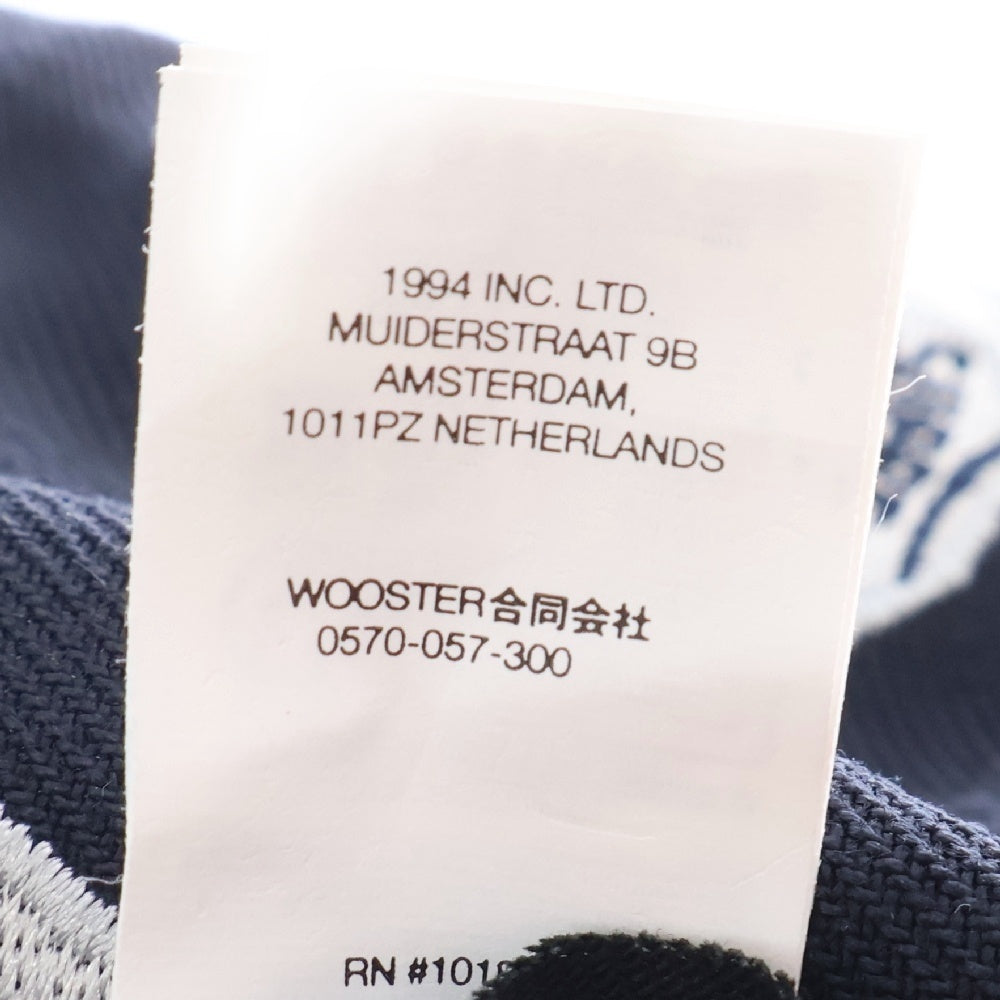 1994 INC. LTD.
MUIDERSTRAAT 9B
AMSTERDAM,
1011PZ NETHERLANDS
WOOSTER合同会社
0570-057-300
RN